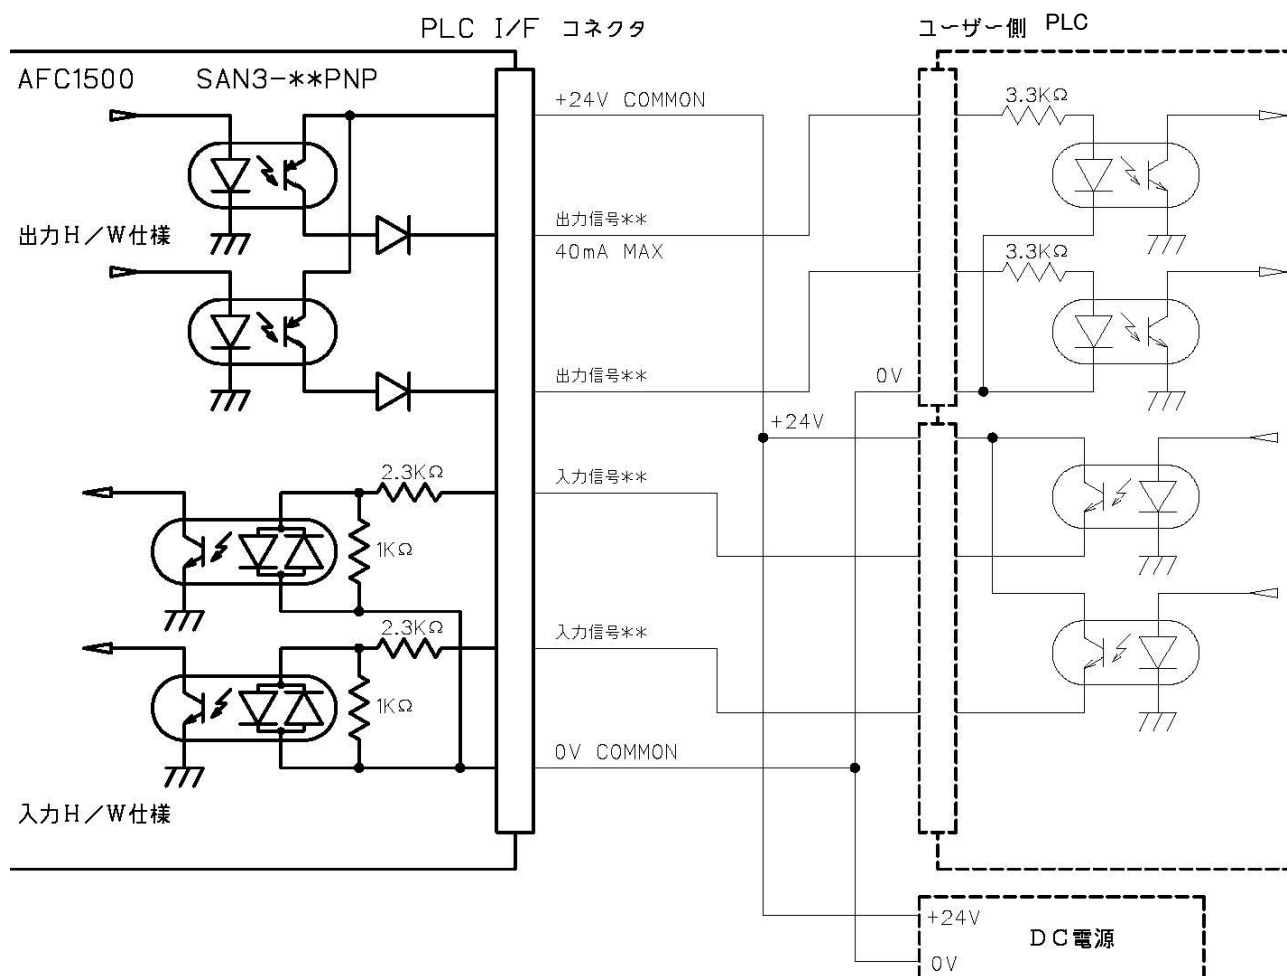 PLC I/F コネクタ
ユーザー側 PLC
AFC1500 SAN3-**PNP
+24V COMMON
3.3KΩ
出力H/W仕様
出力信号**
40mA MAX
3.3KΩ
出力信号**
0V
+24V
2.3KΩ
入力信号**
1KΩ
2.3KΩ
入力信号**
1KΩ
0V COMMON
入力H/W仕様
+24V
DC電源
0V